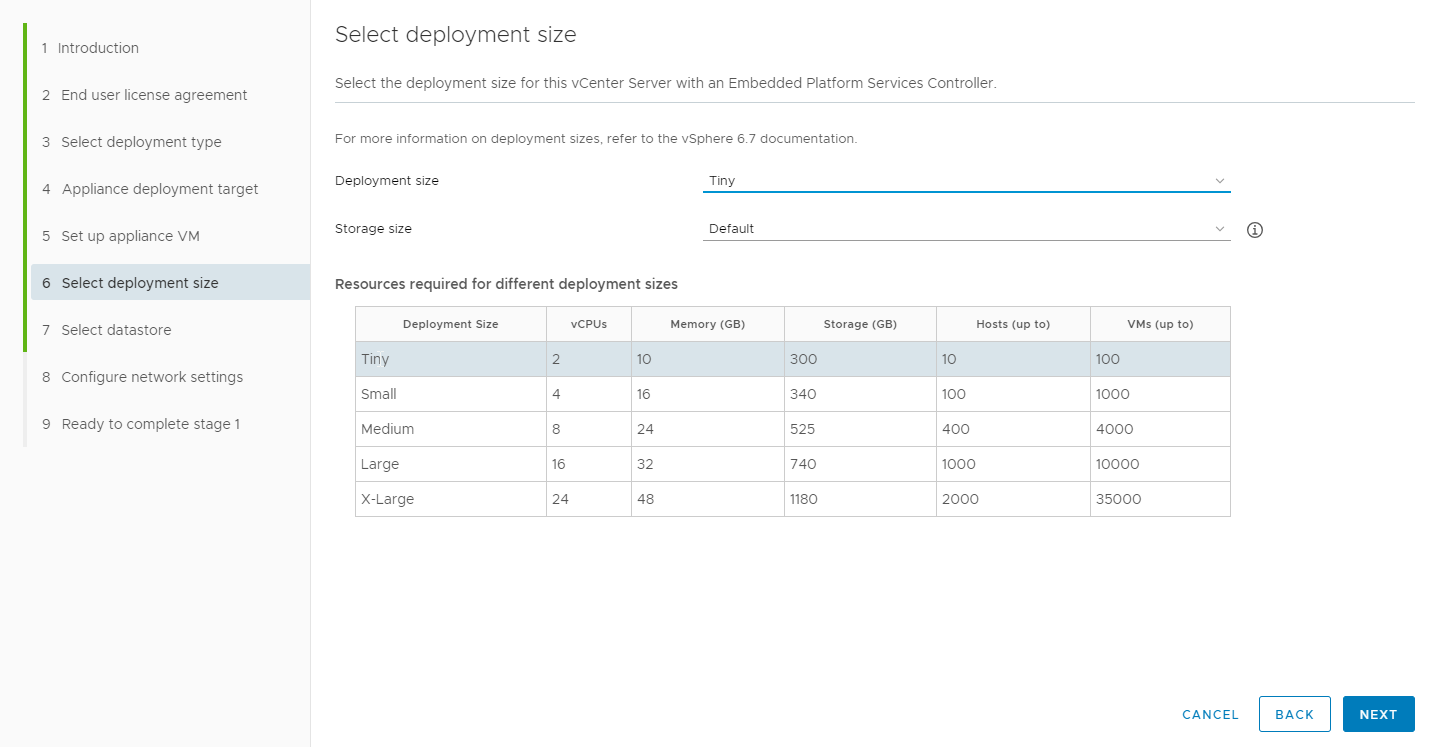 1 Introduction
2 End user license agreement
3 Select deployment type
4 Appliance deployment target
5 Set up appliance VM
6 Select deployment size
7 Select datastore
8 Configure network settings
9 Ready to complete stage 1
Select deployment size
Select the deployment size for this vCenter Server with an Embedded Platform Services Controller.
For more information on deployment sizes, refer to the vSphere 6.7 documentation.
Deployment size Tiny
Storage size Default
Resources required for different deployment sizes
Deployment Size vCPUs Memory (GB) Storage (GB) Hosts (up to) VMs (up to)
Tiny 2 10 300 10 100
Small 4 16 340 100 1000
Medium 8 24 525 400 4000
Large 16 32 740 1000 10000
X-Large 24 48 1180 2000 35000
CANCEL BACK NEXT